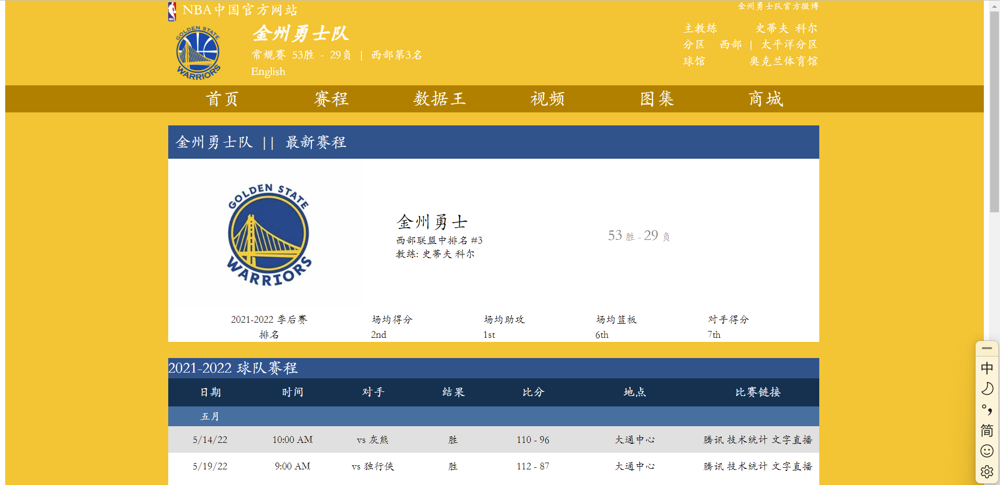 NBA中国官方网站
金州勇士队官方微博
GOLDEN STATE
WARRIORS
金州勇士队
常规赛 53胜 - 29负 | 西部第3名
English
主教练 史蒂夫 科尔
分区 西部 | 太平洋分区
球馆 奥克兰体育馆
首页 赛程 数据王 视频 图集 商城
金州勇士队 || 最新赛程
GOLDEN STATE
WARRIORS
金州勇士
西部联盟中排名 #3
教练: 史蒂夫 科尔
53 胜 - 29 负
2021-2022 季后赛 场均得分 场均助攻 场均篮板 对手得分
排名 2nd 1st 6th 7th
2021-2022 球队赛程
日期 时间 对手 结果 比分 地点 比赛链接
五月
5/14/22 10:00 AM vs 灰熊 胜 110 - 96 大通中心 腾讯 技术统计 文字直播
5/19/22 9:00 AM vs 独行侠 胜 112 - 87 大通中心 腾讯 技术统计 文字直播
中
简